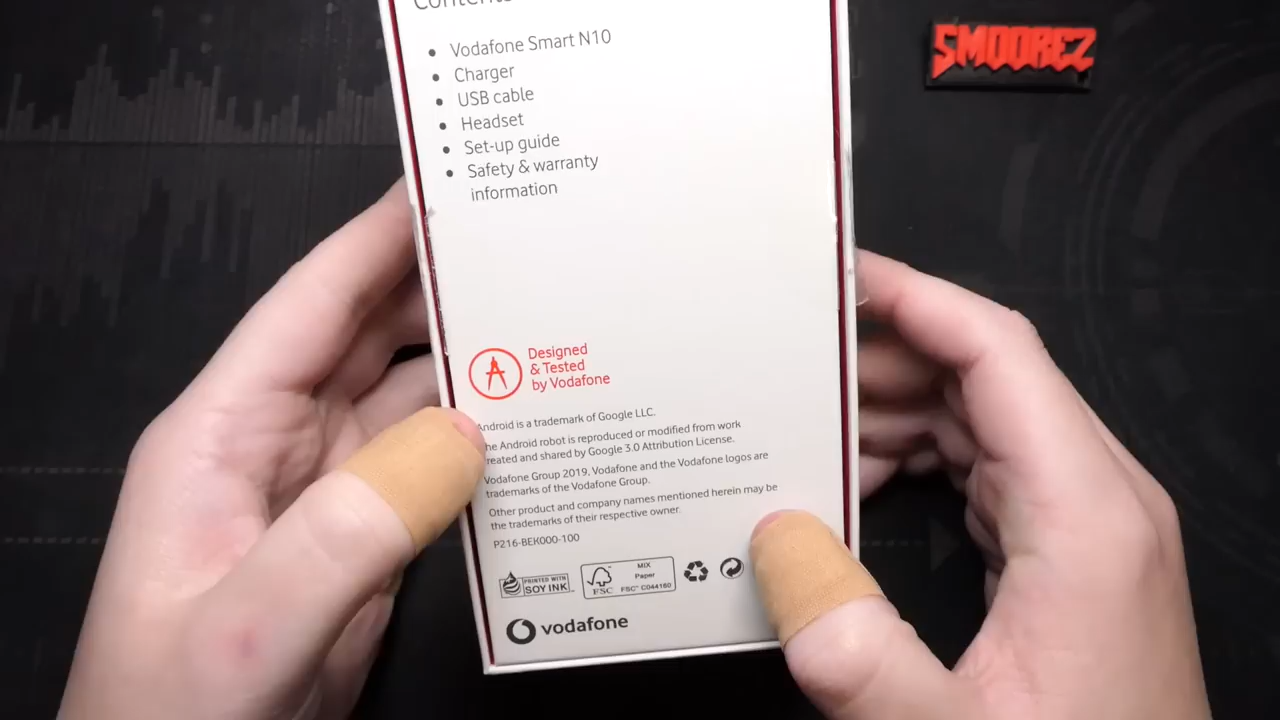 Contents
SMOOREZ
Vodafone Smart N10
Charger
USB cable
Headset
Set-up guide
Safety & warranty
information
Designed
& Tested
by Vodafone
Android is a trademark of Google LLC.
he Android robot is reproduced or modified from work
reated and shared by Google 3.0 Attribution License.
Vodafone Group 2019. Vodafone and the Vodafone logos are
trademarks of the Vodafone Group.
Other product and company names mentioned herein may be
the trademarks of their respective owner.
P216-BEK000-100
PRINTED WITH
SOY INK
MIX
Paper
FSC
FSC™ C044160
vodafone